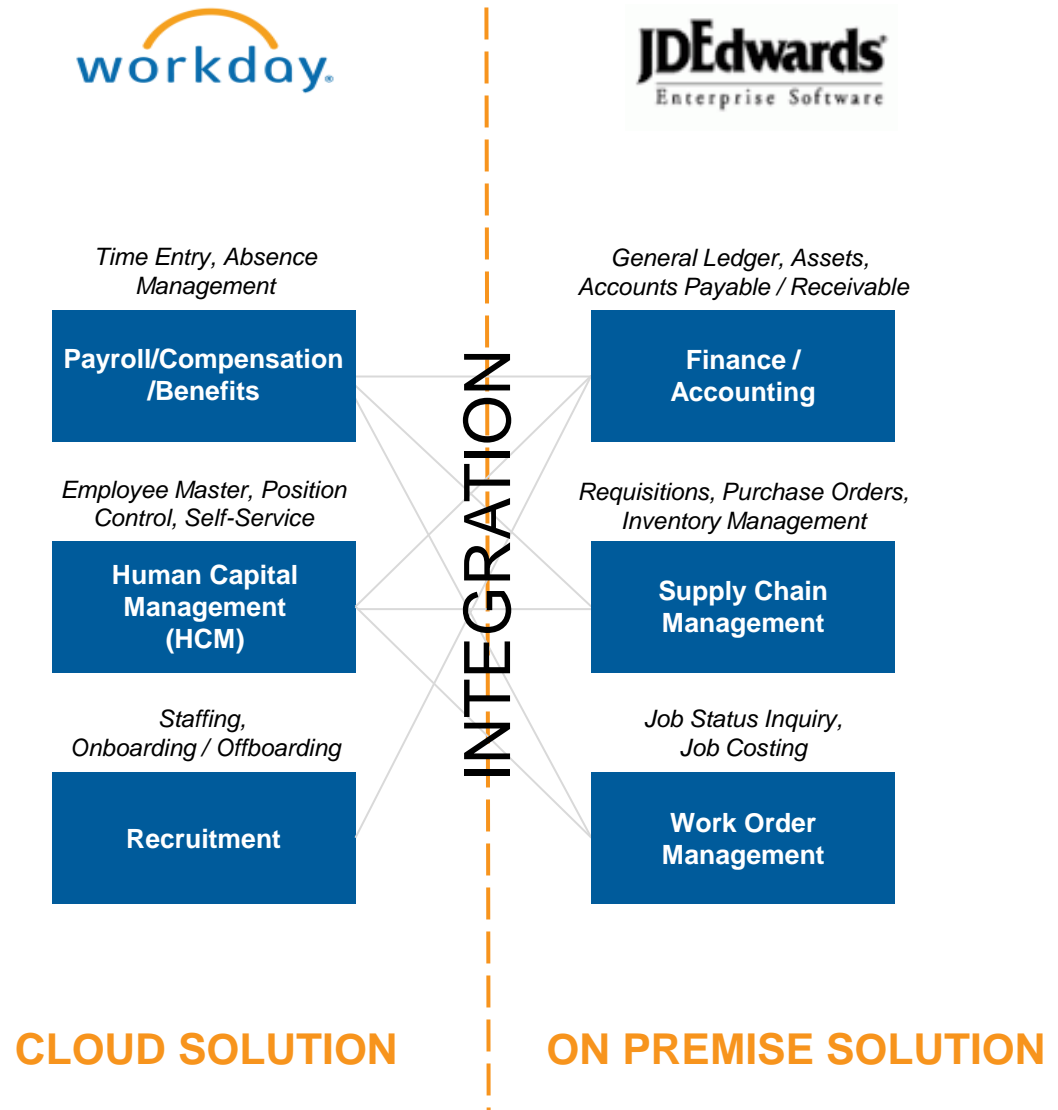 workday.
JDEdwards
Enterprise Software
Time Entry, Absence
Management
Payroll/Compensation
/Benefits
General Ledger, Assets,
Accounts Payable / Receivable
Finance /
Accounting
INTEGRATION
Employee Master, Position
Control, Self-Service
Human Capital
Management
(HCM)
Requisitions, Purchase Orders,
Inventory Management
Supply Chain
Management
Staffing,
Onboarding / Offboarding
Recruitment
Job Status Inquiry,
Job Costing
Work Order
Management
CLOUD SOLUTION
ON PREMISE SOLUTION